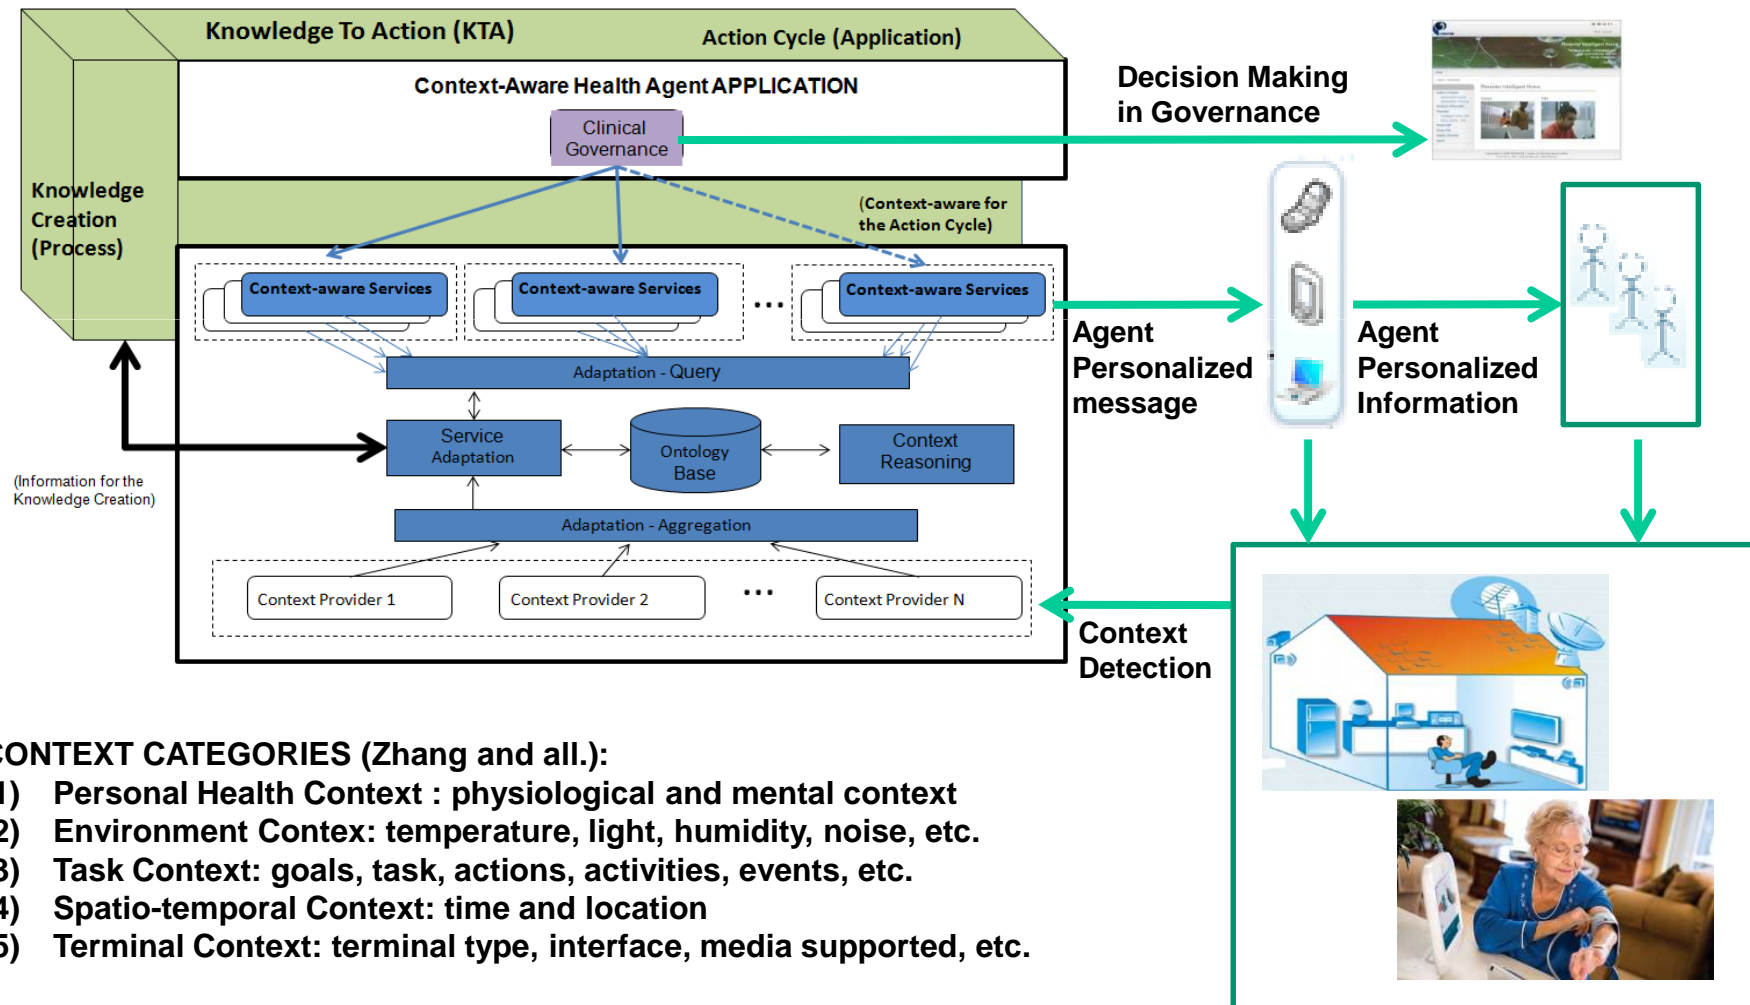 Knowledge To Action (KTA)
Action Cycle (Application)
Context-Aware Health Agent APPLICATION
Clinical
Governance
Decision Making
in Governance
Presenter Intelligent Home
Knowledge
Creation
(Process)
(Context-aware for
the Action Cycle)
Context-aware Services
Context-aware Services
...
Context-aware Services
Agent
Personalized
message
Agent
Personalized
Information
Adaptation - Query
Service
Adaptation
Ontology
Base
Context
Reasoning
(Information for the
Knowledge Creation)
Adaptation - Aggregation
Context Provider 1
Context Provider 2
...
Context Provider N
Context
Detection
CONTEXT CATEGORIES (Zhang and all.):
1) Personal Health Context : physiological and mental context
2) Environment Contex: temperature, light, humidity, noise, etc.
3) Task Context: goals, task, actions, activities, events, etc.
4) Spatio-temporal Context: time and location
5) Terminal Context: terminal type, interface, media supported, etc.